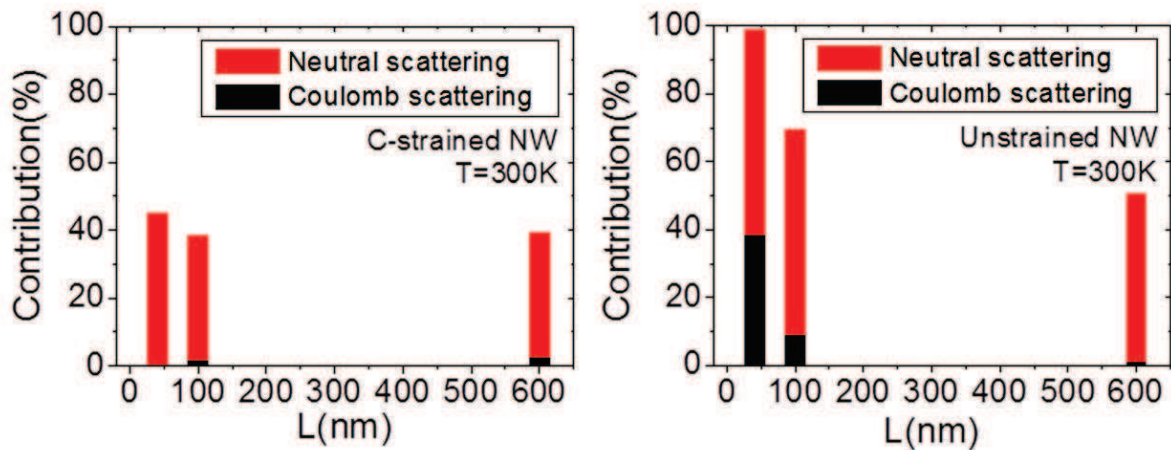 100
80
60
40
20
0
Contribution(%)
Neutral scattering
Coulomb scattering
C-strained NW
T=300K
0 100 200 300 400 500 600
L(nm)
100
80
60
40
20
0
Contribution(%)
Neutral scattering
Coulomb scattering
Unstrained NW
T=300K
0 100 200 300 400 500 600
L(nm)